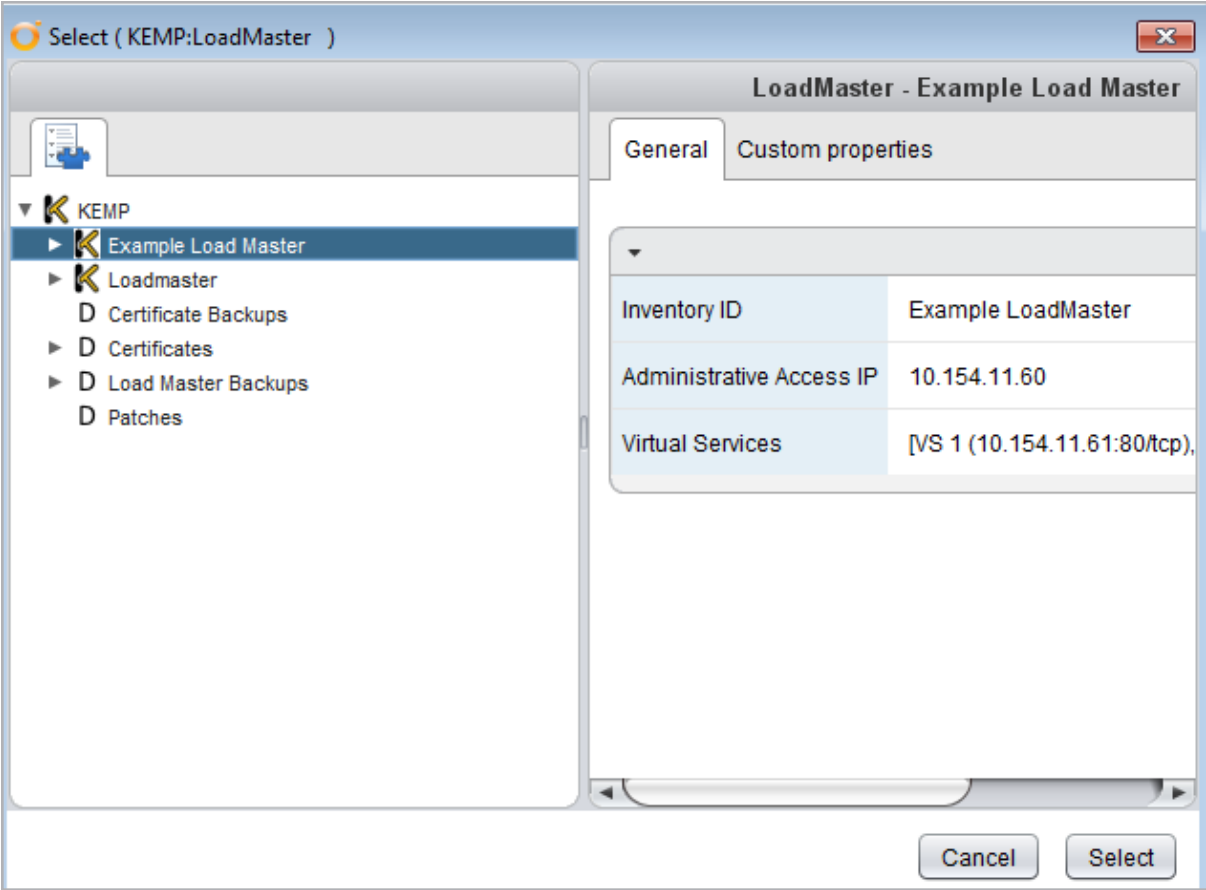 Select ( KEMP:LoadMaster )
LoadMaster - Example Load Master
General Custom properties
KEMP
Example Load Master
Loadmaster
D Certificate Backups
D Certificates
D Load Master Backups
D Patches
Inventory ID Example LoadMaster
Administrative Access IP 10.154.11.60
Virtual Services [VS 1 (10.154.11.61:80/tcp),
Cancel Select